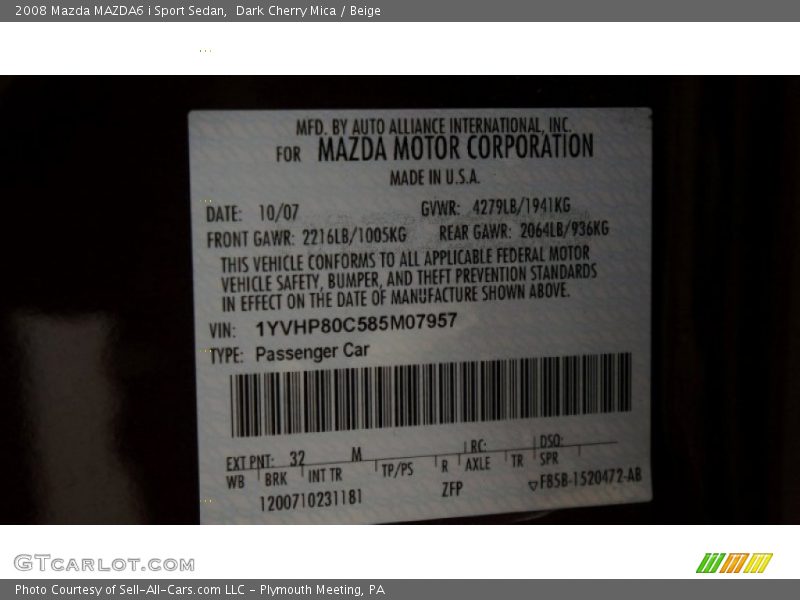 2008 Mazda MAZDA6 i Sport Sedan,  Dark Cherry Mica / Beige
MFD. BY AUTO ALLIANCE INTERNATIONAL, INC.
FOR MAZDA MOTOR CORPORATION
MADE IN U.S.A.
DATE: 10/07 GVWR: 4279LB/1941KG
FRONT GAWR: 2216LB/1005KG REAR GAWR: 2064LB/936KG
THIS VEHICLE CONFORMS TO ALL APPLICABLE FEDERAL MOTOR
VEHICLE SAFETY, BUMPER, AND THEFT PREVENTION STANDARDS
IN EFFECT ON THE DATE OF MANUFACTURE SHOWN ABOVE.
VIN: 1YVHP80C585M07957
TYPE: Passenger Car
EXT PNT: 32 M RC: DSO:
WB BRK INT TR TP/PS R AXLE TR SPR
1200710231181 ZFP F85B-1520472-AB
GTcarlot.com
Photo Courtesy of Sell-All-Cars.com LLC - Plymouth Meeting, PA